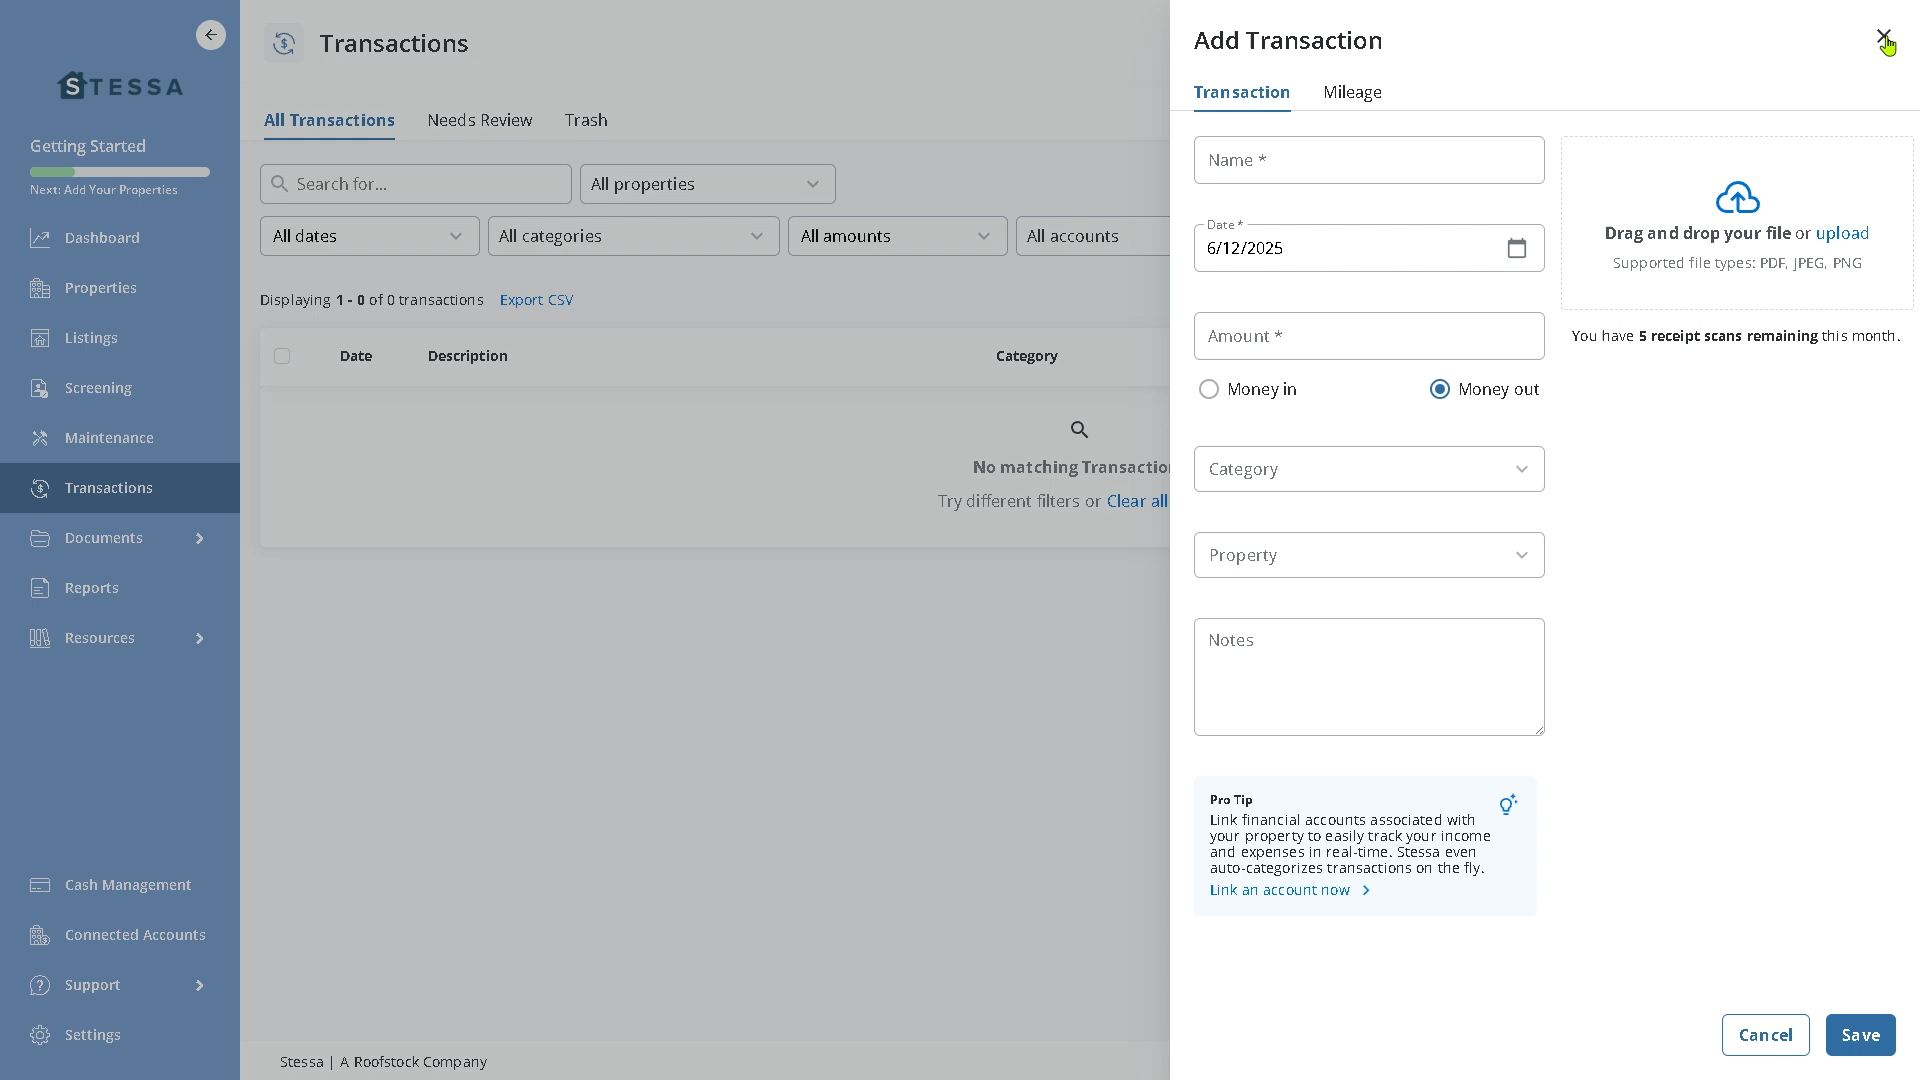 STESSA
Getting Started
Next: Add Your Properties
Dashboard
Properties
Listings
Screening
Maintenance
Transactions
Documents
Reports
Resources
Cash Management
Connected Accounts
Support
Settings
Transactions
All Transactions
Needs Review
Trash
Search for...
All properties
All dates
All categories
All amounts
All accounts
Displaying 1 - 0 of 0 transactions Export CSV
Date
Description
Category
No matching Transactio
Try different filters or Clear all
Stessa | A Roofstock Company
Add Transaction
Transaction
Mileage
Name *
Date *
6/12/2025
Amount *
Money in
Money out
Category
Property
Notes
Drag and drop your file or upload
Supported file types: PDF, JPEG, PNG
You have 5 receipt scans remaining this month.
Pro Tip
Link financial accounts associated with
your property to easily track your income
and expenses in real-time. Stessa even
auto-categorizes transactions on the fly.
Link an account now
Cancel
Save